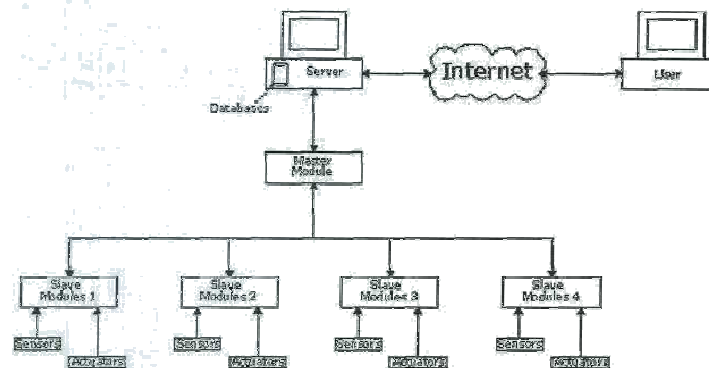 Server
Internet
User
Databases
Master
Module
Slave
Modules 1
Slave
Modules 2
Slave
Modules 3
Slave
Modules 4
Sensors
Sensors
Sensors
Sensors
Actuators
Actuators
Actuators
Actuators